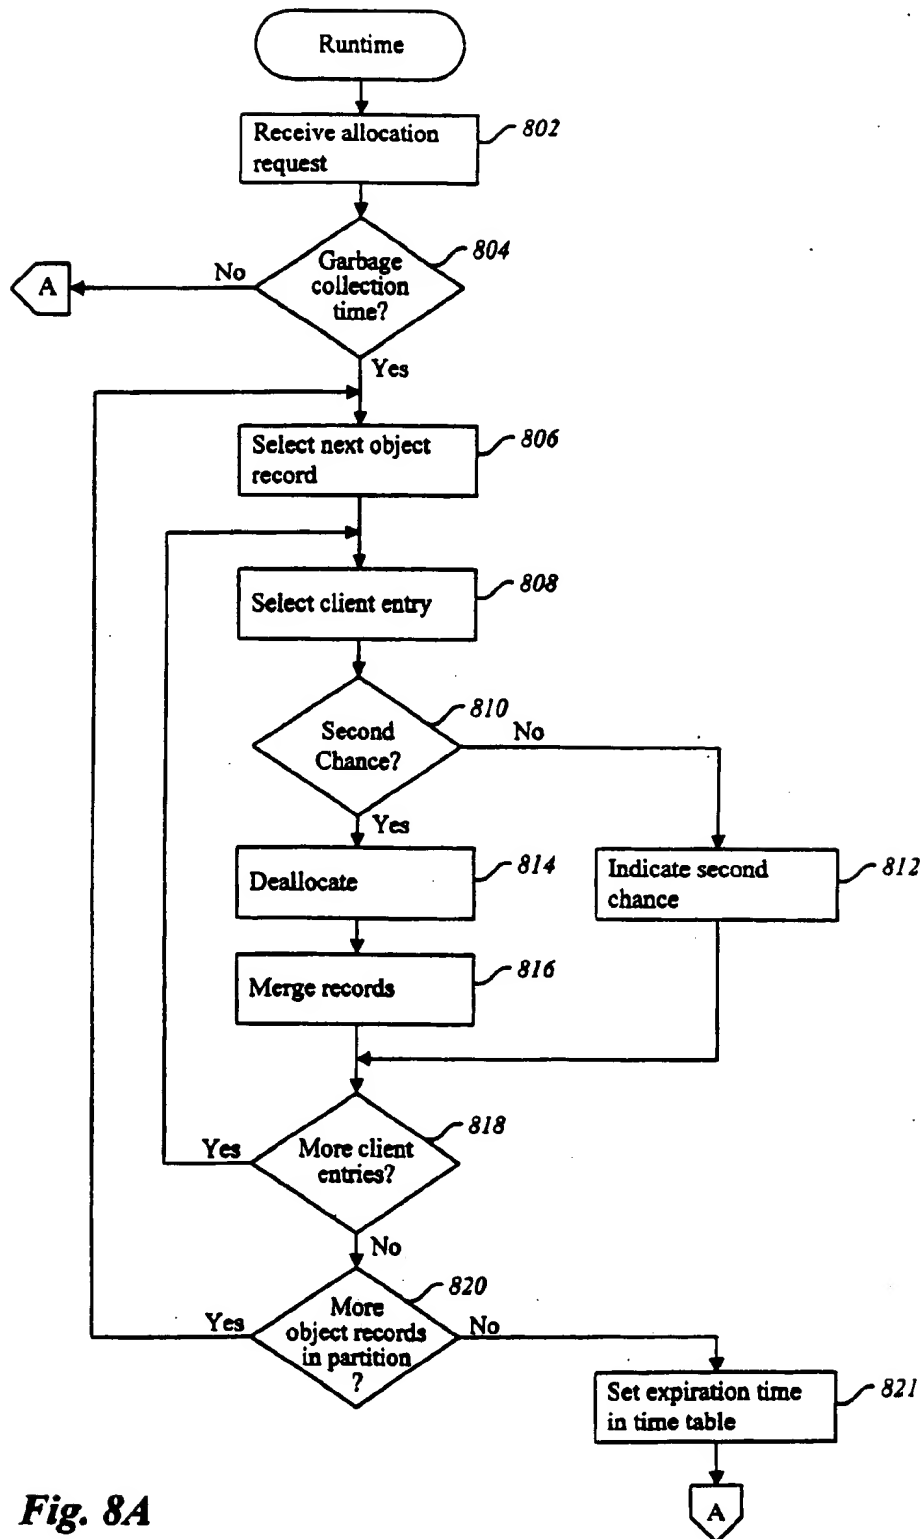 Runtime
Receive allocation
request
802
Garbage
collection
time?
804
No
A
Yes
Select next object
record
806
Select client entry
808
Second
Chance?
810
No
Yes
Deallocate
814
Indicate second
chance
812
Merge records
816
More client
entries?
818
Yes
No
More
object records
in partition
?
820
Yes
No
Set expiration time
in time table
821
A
Fig. 8A